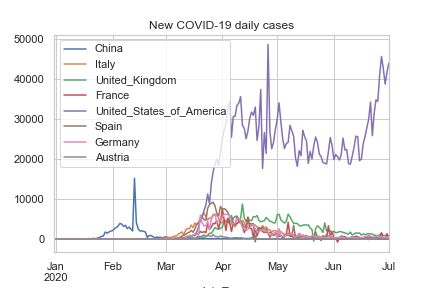 New COVID-19 daily cases
50000
40000
30000
20000
10000
0
China
Italy
United_Kingdom
France
United_States_of_America
Spain
Germany
Austria
Jan Feb Mar Apr May Jun Jul
2020